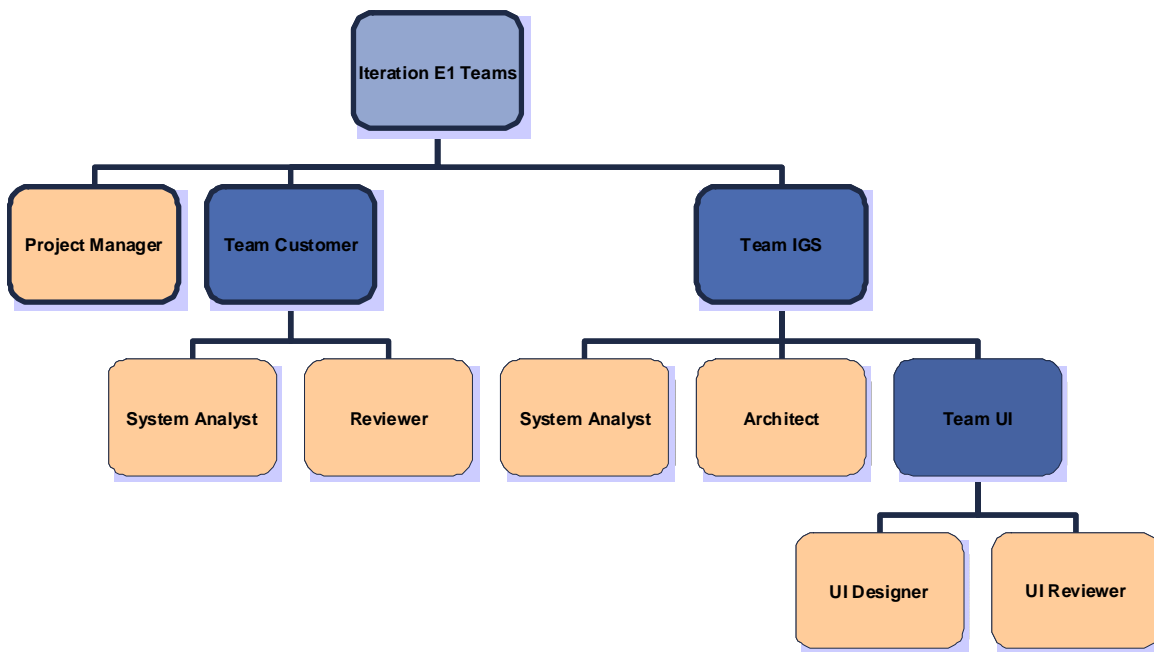 Iteration E1 Teams
Project Manager
Team Customer
Team IGS
System Analyst
Reviewer
System Analyst
Architect
Team UI
UI Designer
UI Reviewer